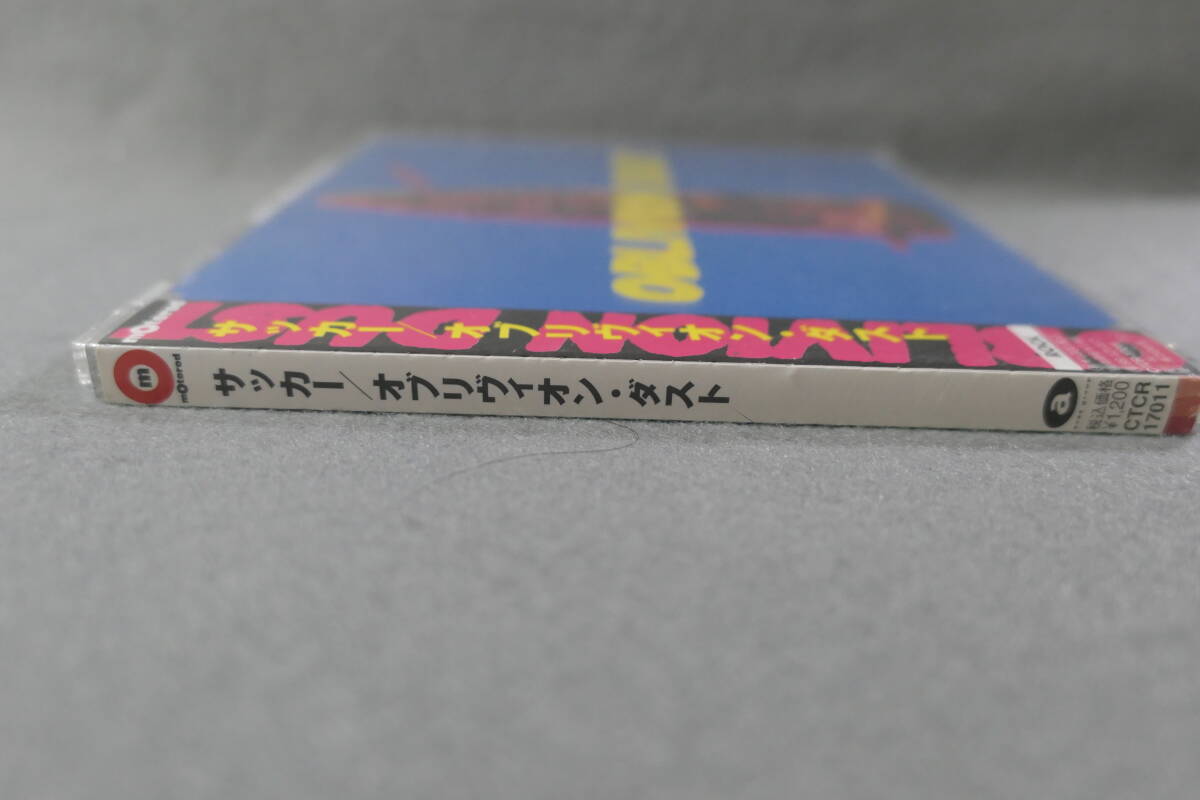 OBLIVION DUST
サッカー/オブリヴィオン・ダスト
ROCK
m
motorod
サッカー/オブリヴィオン・ダスト
a
税込価格
¥1,200
CTCR
17011